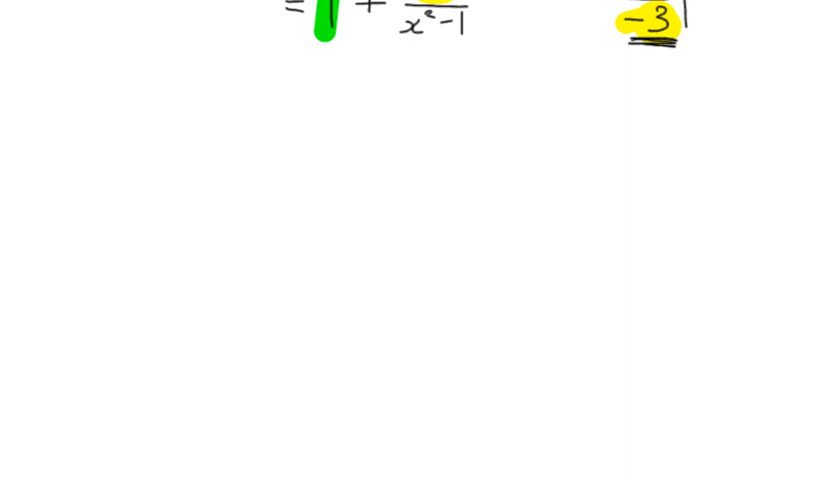 = 1 + / x² - 1
-3